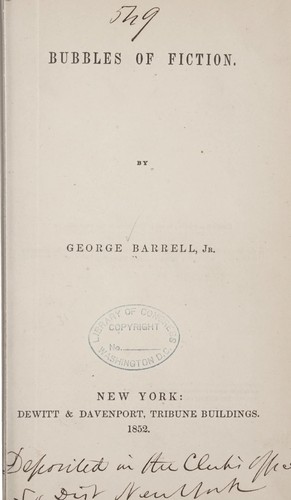 549
BUBBLES OF FICTION.
BY
GEORGE BARRELL, JR.
LIBRARY OF CONGRESS
COPYRIGHT
No.
WASHINGTON, D.C.
NEW YORK:
DEWITT & DAVENPORT, TRIBUNE BUILDINGS.
1852.
Deposited in the Clerk's Office
So Dist New York